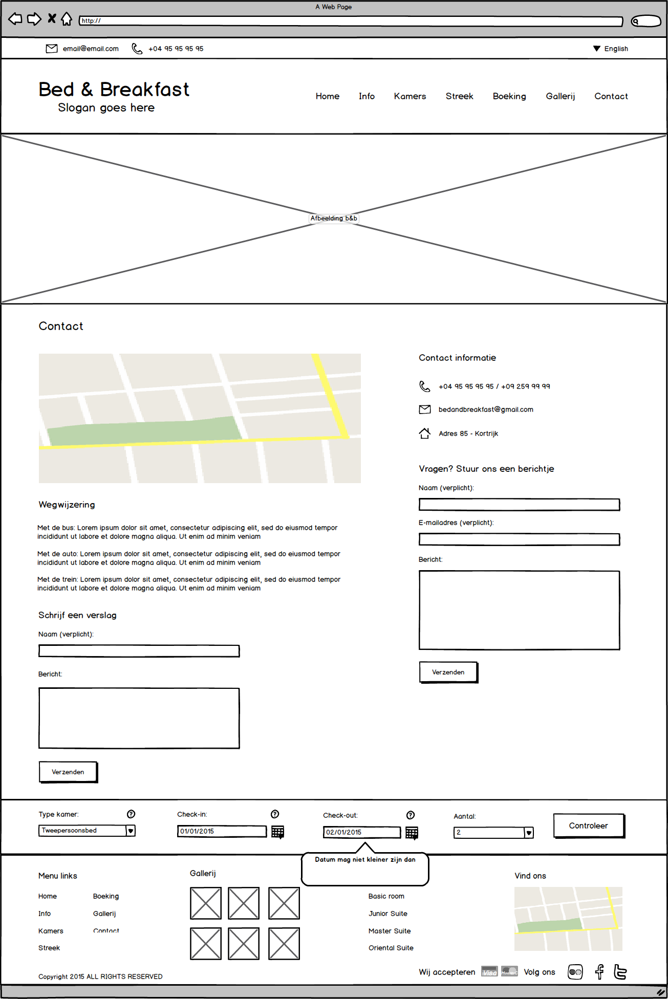 A Web Page
http://
email@email.com
+04 95 95 95 95
English
Bed & Breakfast
Slogan goes here
Home Info Kamers Streek Boeking Gallerij Contact
Afbeelding b&b
Contact
Wegwijzering
Met de bus: Lorem ipsum dolor sit amet, consectetur adipiscing elit, sed do eiusmod tempor
incididunt ut labore et dolore magna aliqua. Ut enim ad minim veniam
Met de auto: Lorem ipsum dolor sit amet, consectetur adipiscing elit, sed do eiusmod tempor
incididunt ut labore et dolore magna aliqua. Ut enim ad minim veniam
Met de trein: Lorem ipsum dolor sit amet, consectetur adipiscing elit, sed do eiusmod tempor
incididunt ut labore et dolore magna aliqua. Ut enim ad minim veniam
Schrijf een verslag
Naam (verplicht):
Bericht:
Verzenden
Contact informatie
+04 95 95 95 95 / +09 259 99 99
bedandbreakfast@gmail.com
Adres 85 - Kortrijk
Vragen? Stuur ons een berichtje
Naam (verplicht):
E-mailadres (verplicht):
Bericht:
Verzenden
Type kamer: ?
Tweepersoonsbed
Check-in: ?
01/01/2015
Check-out: ?
02/01/2015
Aantal:
2
Controleer
Datum mag niet kleiner zijn dan
Menu links
Home
Info
Kamers
Streek
Boeking
Gallerij
Contact
Gallerij
Basic room
Junior Suite
Master Suite
Oriental Suite
Vind ons
Copyright 2015 ALL RIGHTS RESERVED
Wij accepteren
Visa
MasterC
Volg ons